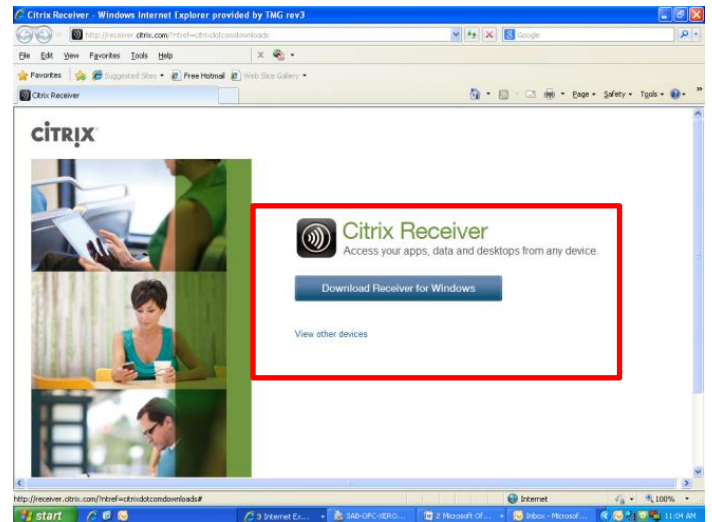 Citrix Receiver - Windows Internet Explorer provided by TMG rev3
http://receiver.citrix.com/?ntref=citrixdotcomdownloads
Google
File Edit View Favorites Tools Help
Favorites Suggested Sites Free Hotmail Web Slice Gallery
Citrix Receiver
Page Safety Tools
CITRIX
Citrix Receiver
Access your apps, data and desktops from any device.
Download Receiver for Windows
View other devices
http://receiver.citrix.com/?ntref=citrixdotcomdownloads#
Internet
100%
start
3 Internet Ex...
SAB-OPC-XERO...
2 Microsoft Of...
Inbox - Microsof...
11:04 AM